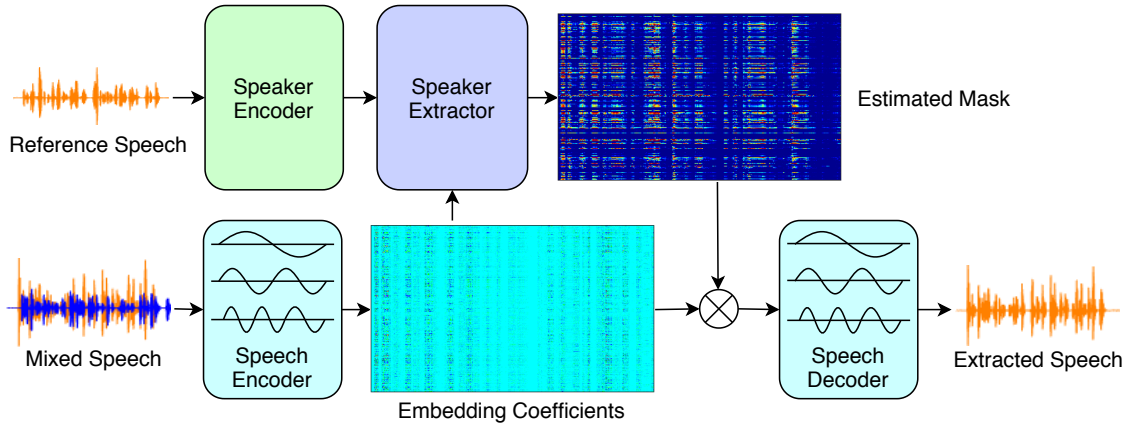 Speaker
Encoder
Speaker
Extractor
Estimated Mask
Reference Speech
Mixed Speech
Speech
Encoder
Embedding Coefficients
Speech
Decoder
Extracted Speech